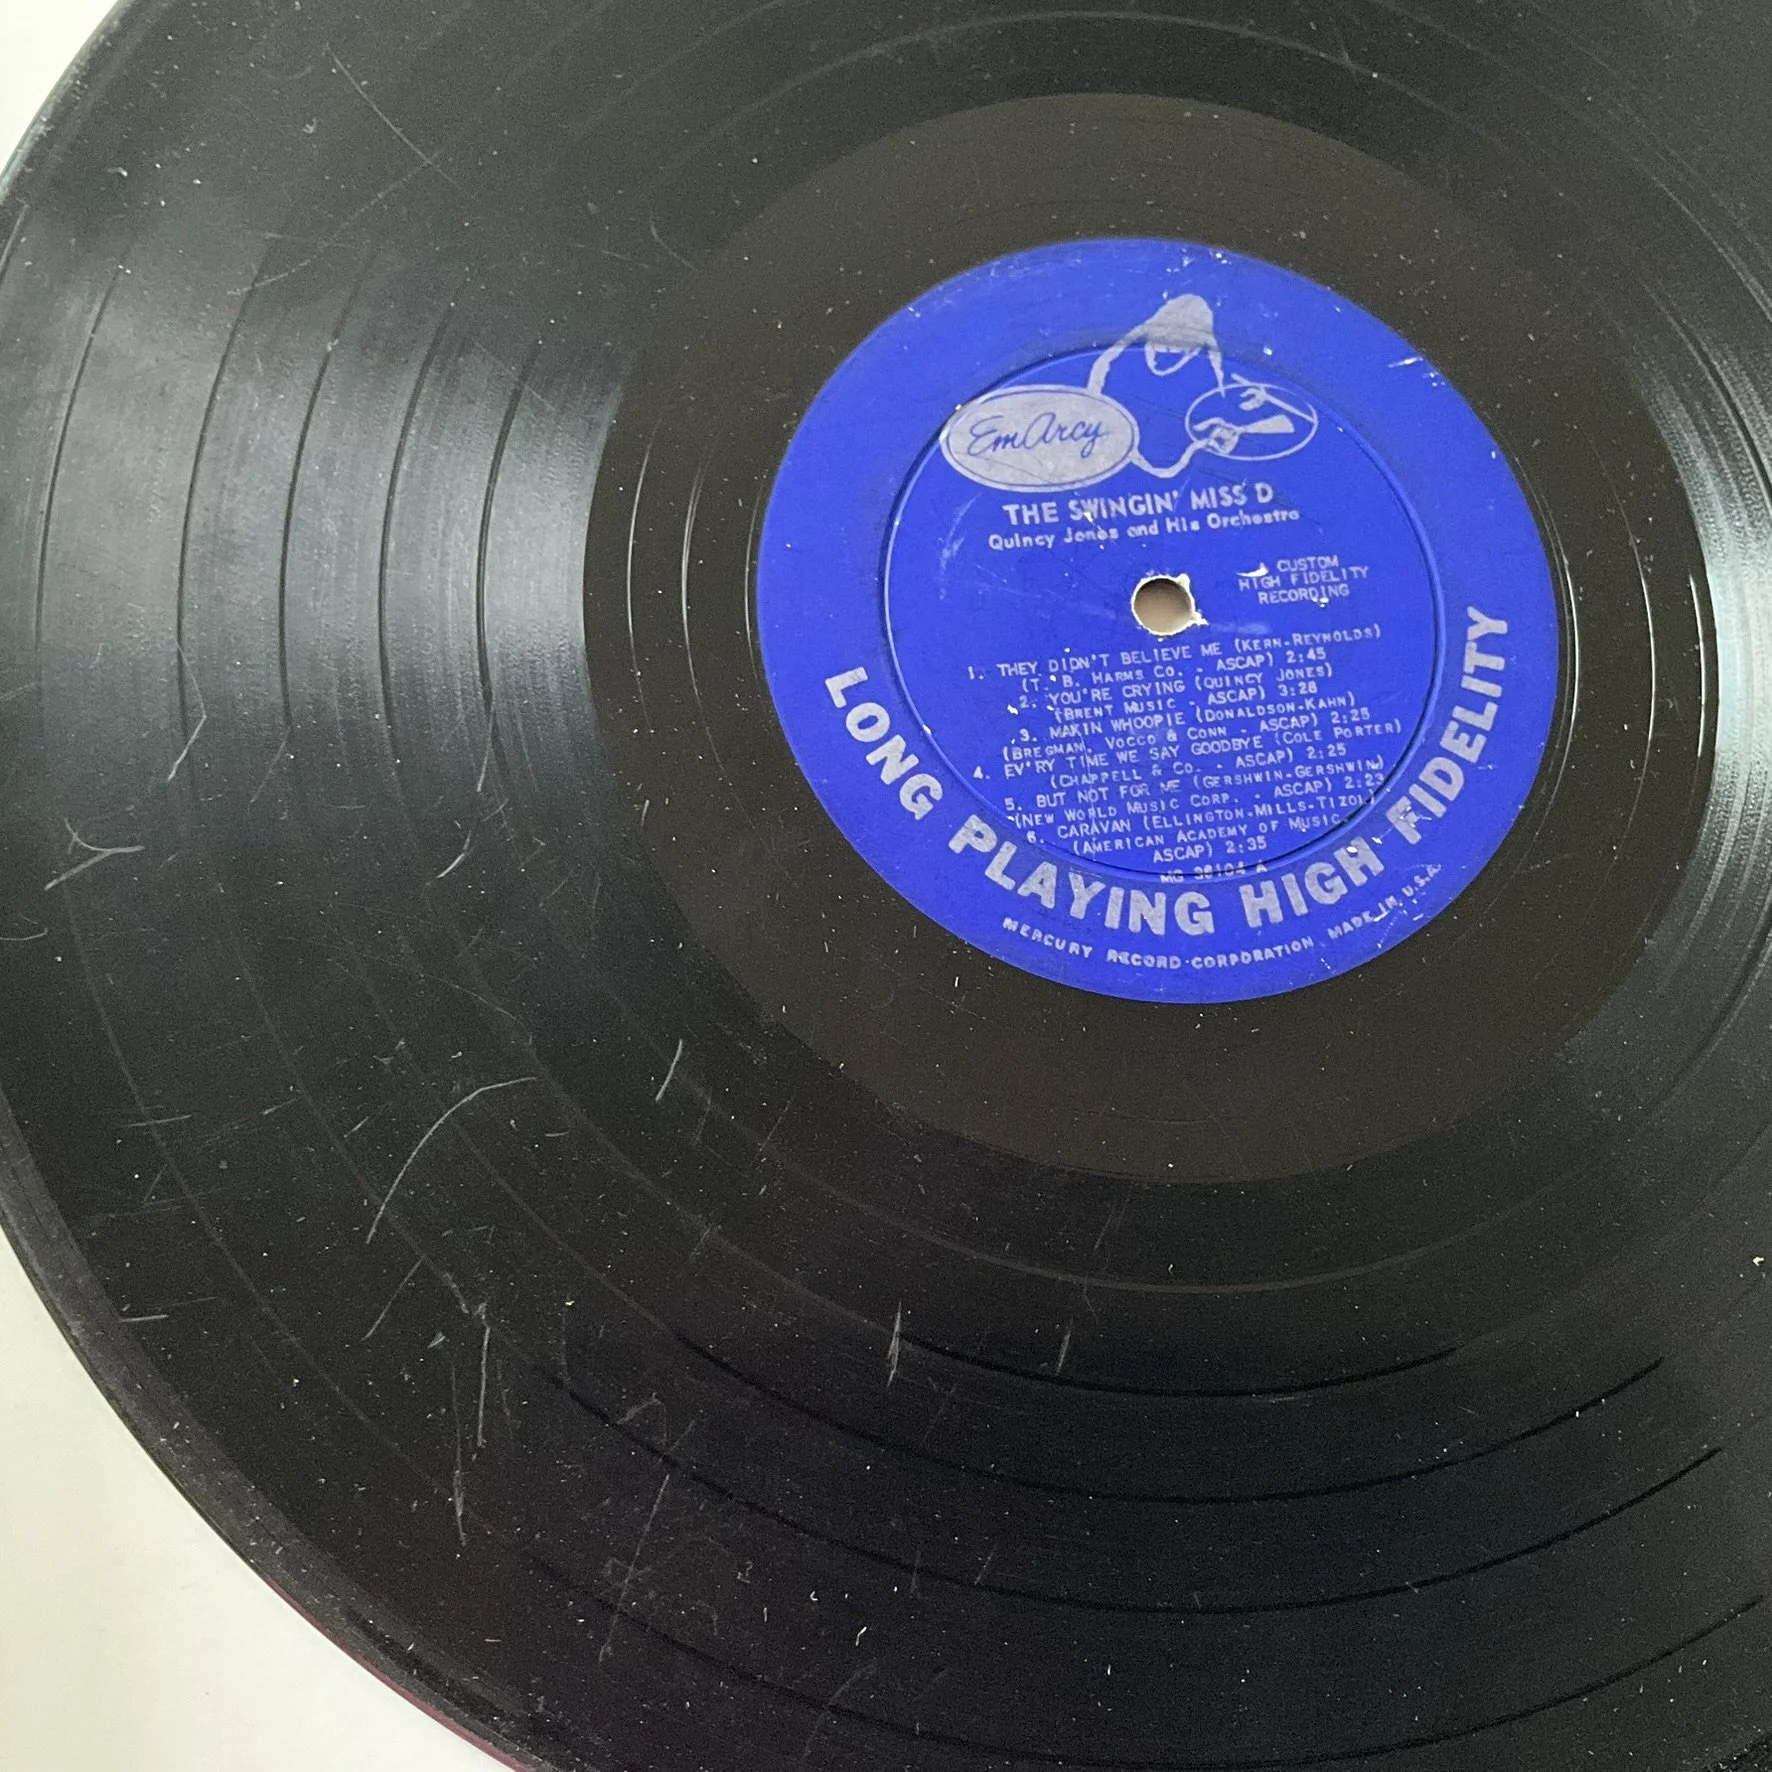 EmArcy
THE SWINGIN' MISS D
Quincy Jones and His Orchestra
CUSTOM
HIGH FIDELITY
RECORDING
1. THEY DIDN'T BELIEVE ME (KERN-REYNOLDS)
(T. B. HARMS CO. - ASCAP) 2:45
2. YOU'RE CRYING (QUINCY JONES)
(BRENT MUSIC - ASCAP) 3:28
3. MAKIN WHOOPIE (DONALDSON-KAHN)
(BREGMAN, VOCCO & CONN - ASCAP) 2:25
4. EV'RY TIME WE SAY GOODBYE (COLE PORTER)
(CHAPPELL & CO. - ASCAP) 2:25
5. BUT NOT FOR ME (GERSHWIN-GERSHWIN)
(NEW WORLD MUSIC CORP. - ASCAP) 2:23
6. CARAVAN (ELLINGTON-MILLS-TIZOL)
(AMERICAN ACADEMY OF MUSIC-
ASCAP) 2:35
MG 36104 A
LONG PLAYING HIGH FIDELITY
MERCURY RECORD CORPORATION MADE IN U.S.A.